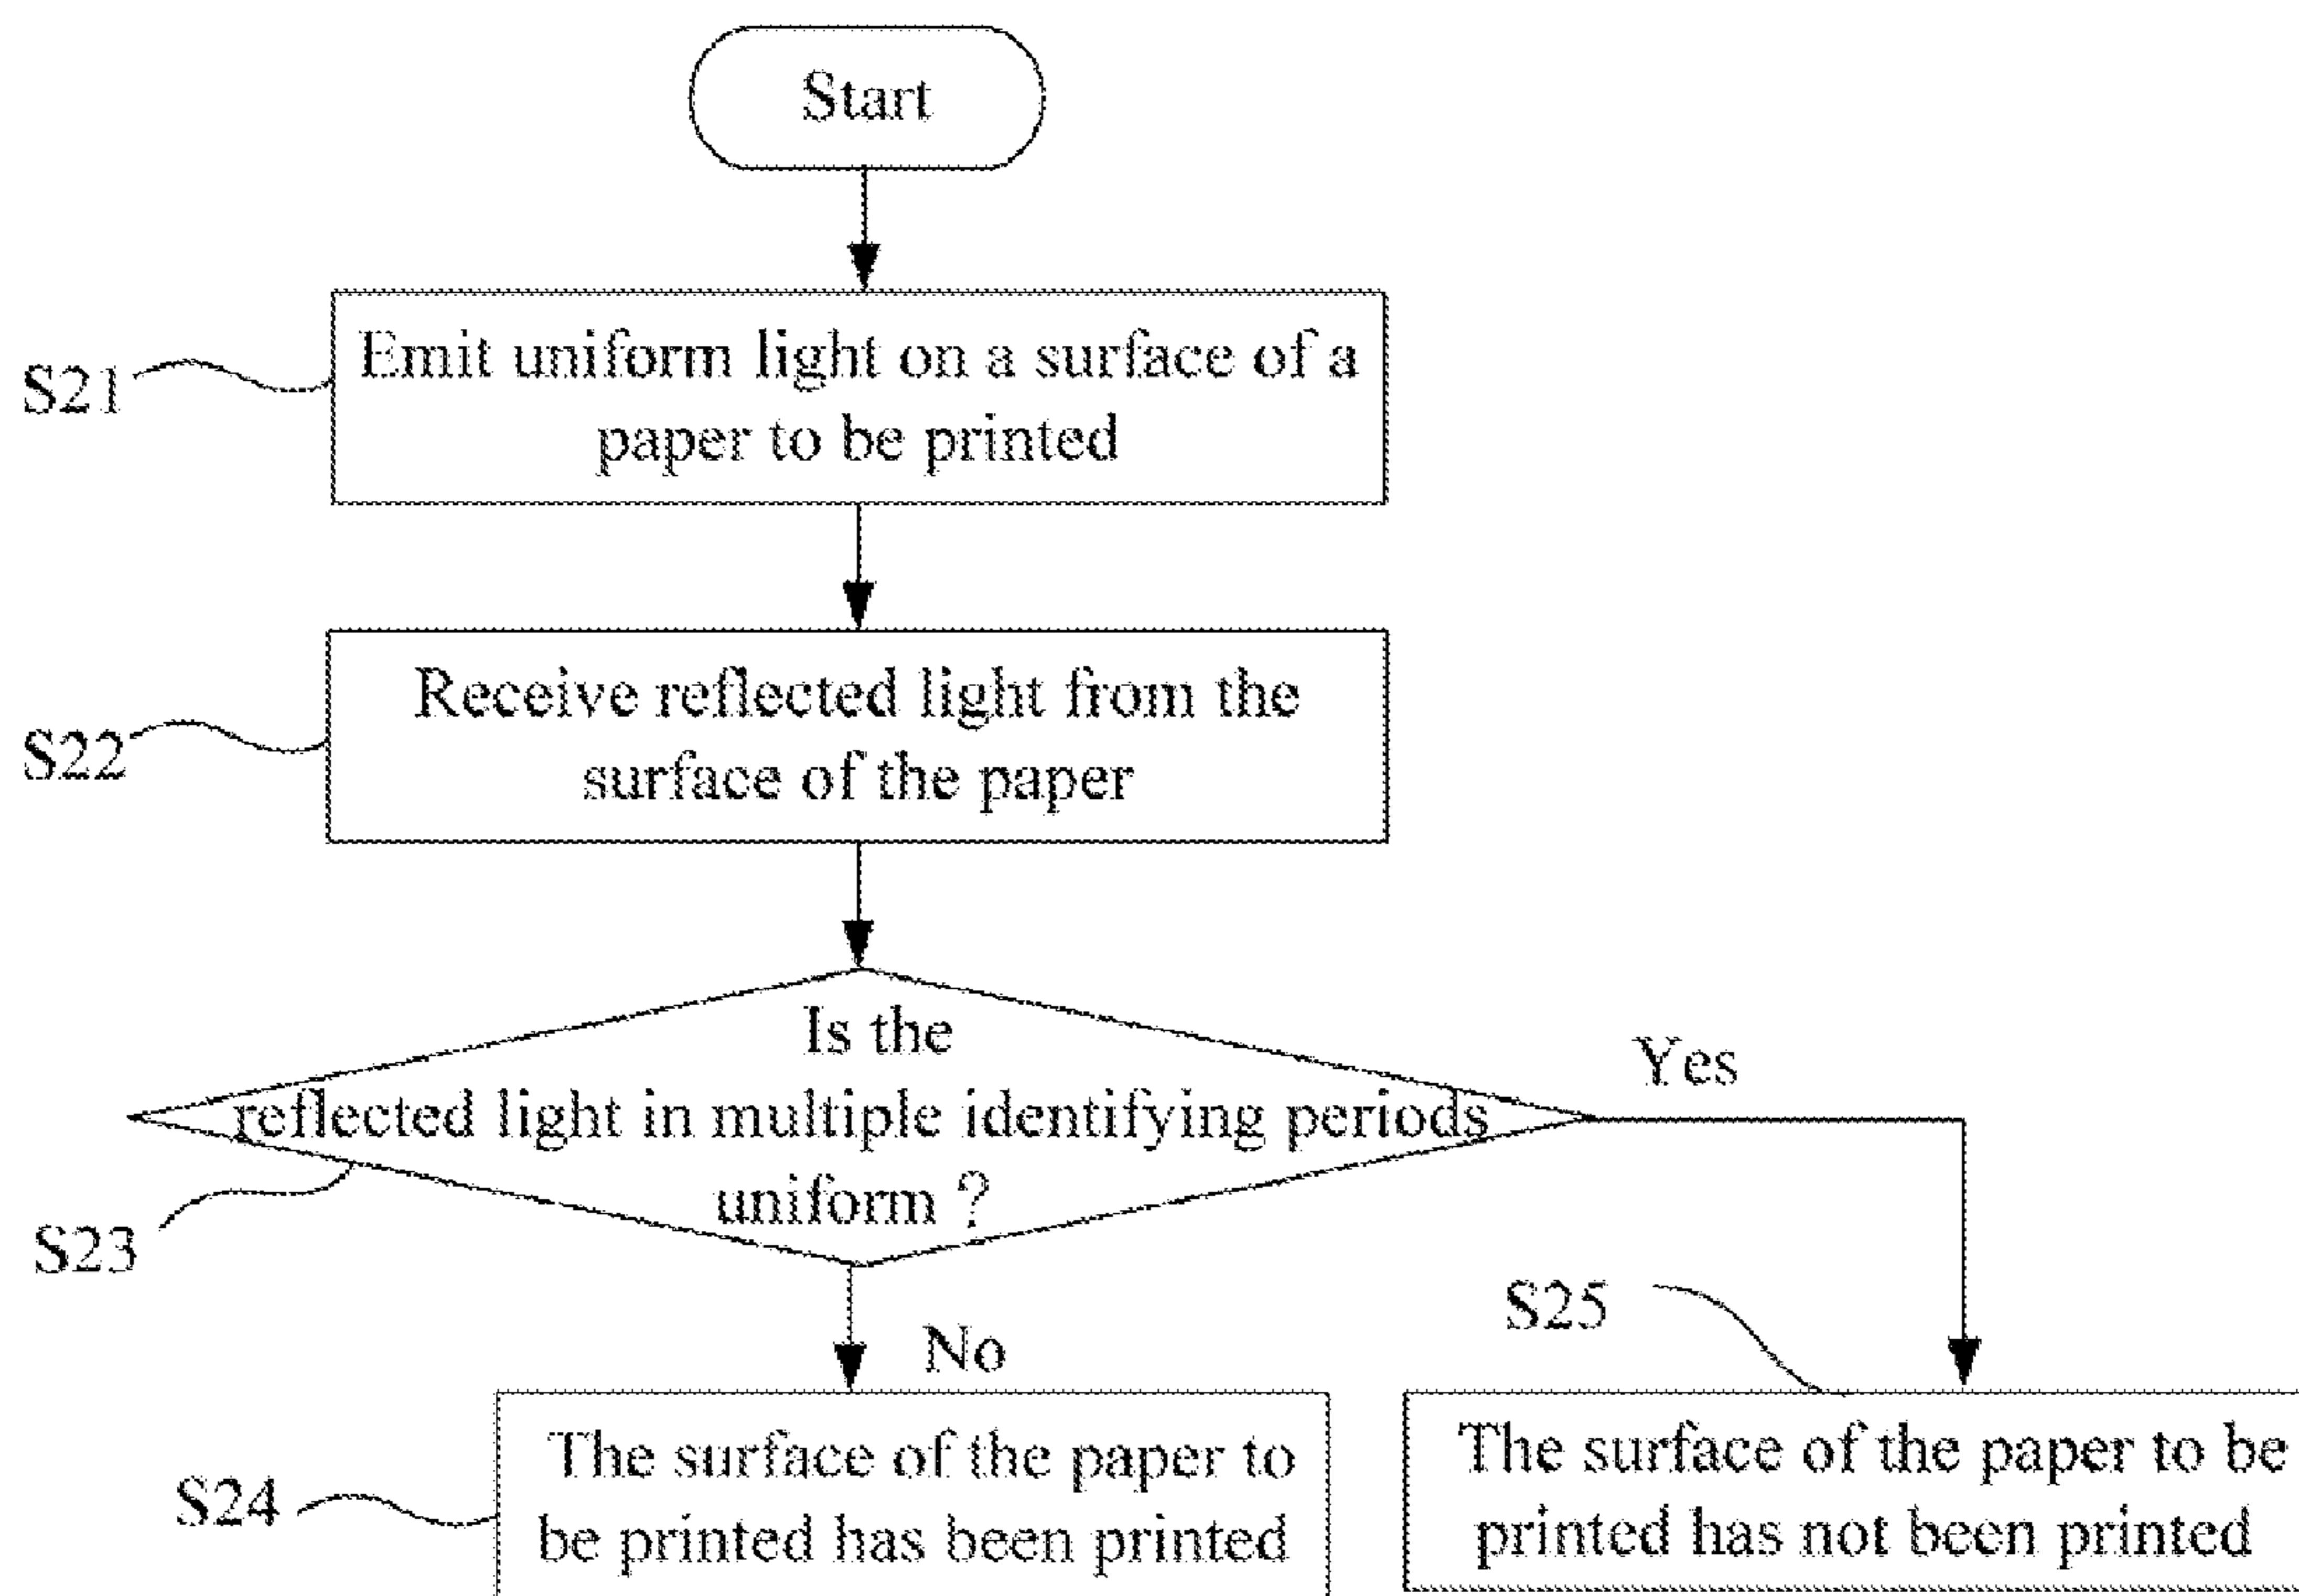 Start
S21
Emit uniform light on a surface of a
paper to be printed
S22
Receive reflected light from the
surface of the paper
Is the
reflected light in multiple identifying periods
uniform ?
Yes
S23
No
S25
S24
The surface of the paper to
be printed has been printed
The surface of the paper to be
printed has not been printed